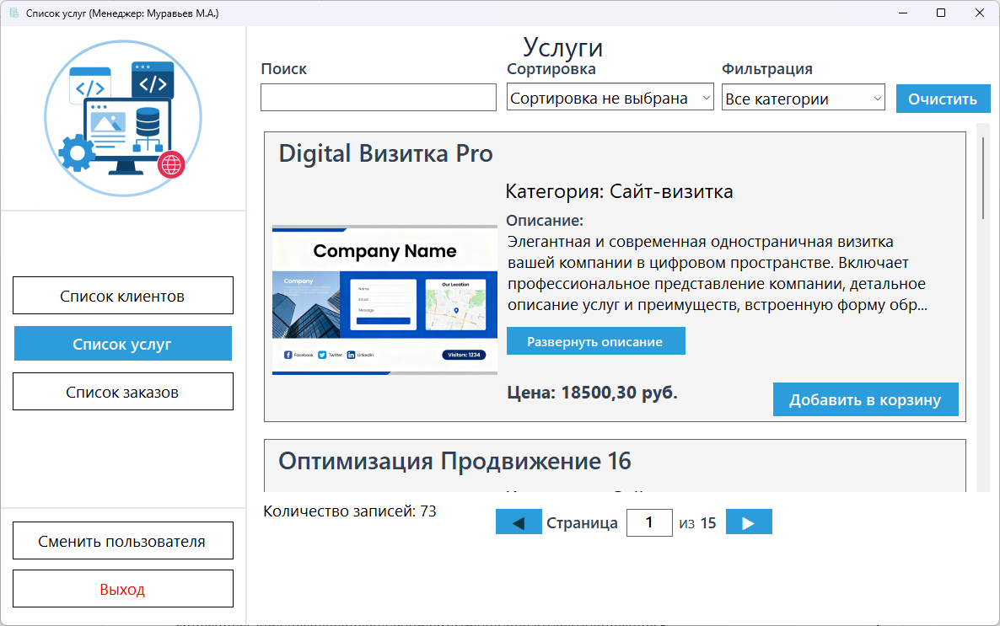 Список услуг (Менеджер: Муравьев М.А.)
Услуги
Поиск
Сортировка
Фильтрация
Сортировка не выбрана
Все категории
Очистить
Digital Визитка Pro
Категория: Сайт-визитка
Описание:
Элегантная и современная одностраничная визитка
вашей компании в цифровом пространстве. Включает
профессиональное представление компании, детальное
описание услуг и преимуществ, встроенную форму обр...
Company Name
Company
Name
Email
Message
Our Location
Facebook
Twitter
LinkedIn
Visitors: 1234
Развернуть описание
Цена: 18500,30 руб.
Добавить в корзину
Оптимизация Продвижение 16
Список клиентов
Список услуг
Список заказов
Сменить пользователя
Выход
Количество записей: 73
Страница 1 из 15